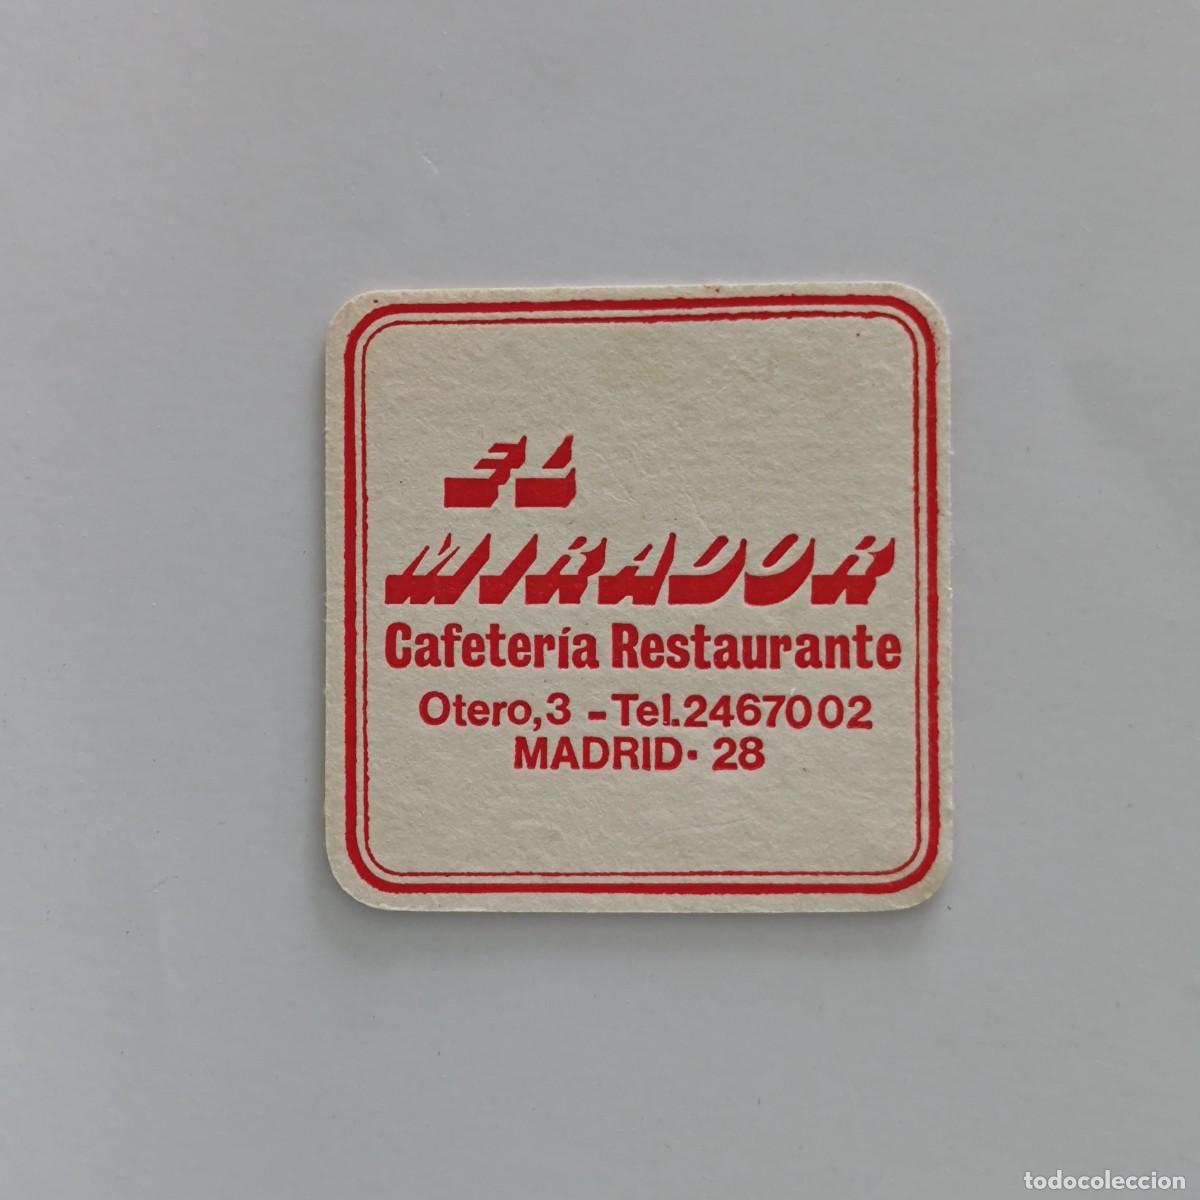 EL
MIRADOR
Cafetería Restaurante
Otero, 3 - Tel. 2467002
MADRID - 28
todocoleccion